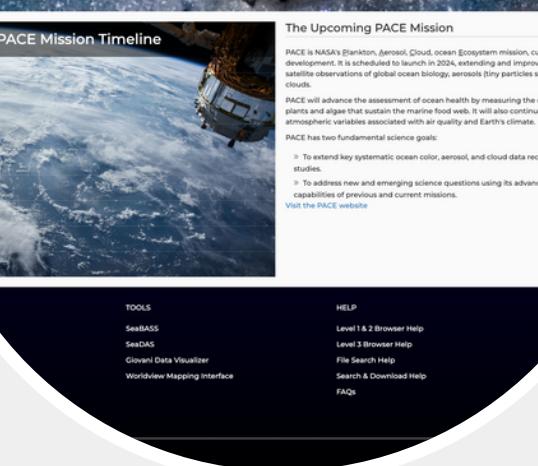 PACE Mission Timeline
The Upcoming PACE Mission
PACE is NASA's Plankton, Aerosol, Cloud, ocean Ecosystem mission, cu
development. It is scheduled to launch in 2024, extending and improv
satellite observations of global ocean biology, aerosols (tiny particles s
clouds.
PACE will advance the assessment of ocean health by measuring the
plants and algae that sustain the marine food web. It will also continu
atmospheric variables associated with air quality and Earth's climate.
PACE has two fundamental science goals:
» To extend key systematic ocean color, aerosol, and cloud data rec
studies.
» To address new and emerging science questions using its advan
capabilities of previous and current missions.
Visit the PACE website
TOOLS
SeaBASS
SeaDAS
Giovani Data Visualizer
Worldview Mapping Interface
HELP
Level 1 & 2 Browser Help
Level 3 Browser Help
File Search Help
Search & Download Help
FAQs